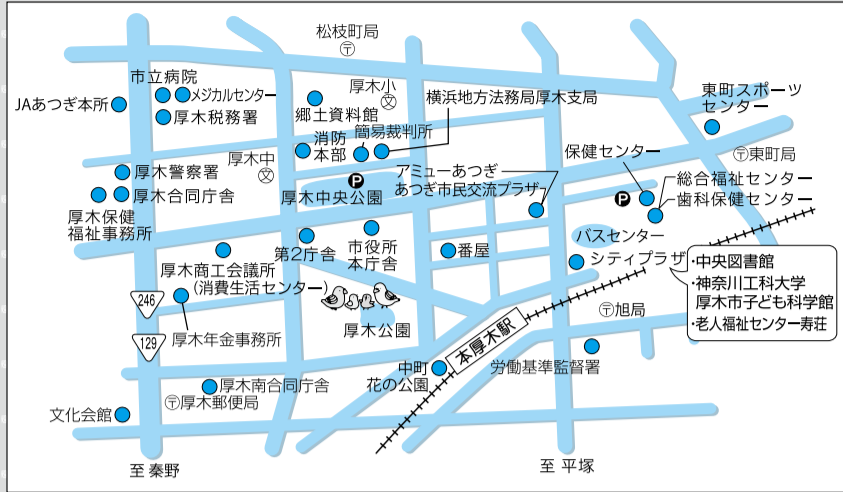 松枝町局
〒
市立病院
メジカルセンター
JAあつぎ本所
厚木税務署
厚木小
文
郷土資料館
横浜地方法務局厚木支局
簡易裁判所
消防
本部
東町スポーツ
センター
〒東町局
厚木中
文
厚木警察署
厚木合同庁舎
厚木保健
福祉事務所
P
厚木中央公園
アミューあつぎ
あつぎ市民交流プラザ
保健センター
P
総合福祉センター
歯科保健センター
バスセンター
シティプラザ
・中央図書館
・神奈川工科大学
厚木市子ども科学館
・老人福祉センター寿荘
第2庁舎
市役所
本庁舎
番屋
厚木商工会議所
(消費生活センター)
246
129
厚木年金事務所
厚木公園
本厚木駅
〒旭局
労働基準監督署
中町
花の公園
厚木南合同庁舎
〒厚木郵便局
文化会館
至 秦野
至 平塚